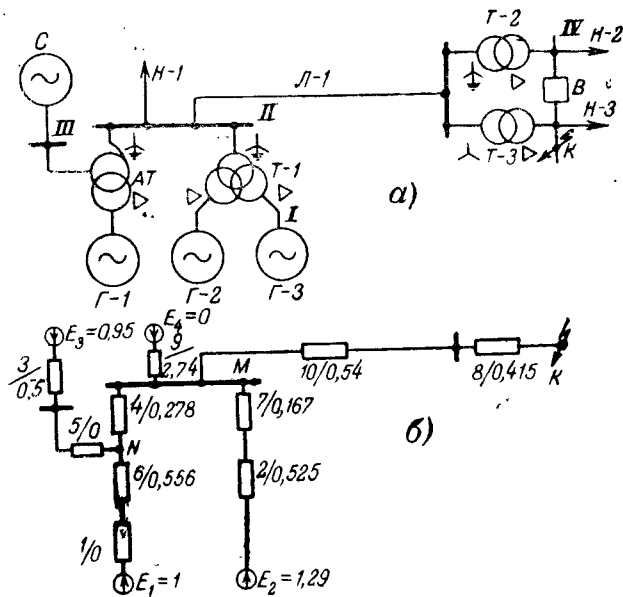 С
Н-1
Л-1
Т-2
IV
Н-2
В
Н-3
К
Т-3
III
II
АТ
Т-1
I
а)
Г-1
Г-2
Г-3
E₃=0,95
E₄=0
3/0,5
9/2,74
M
10/0,54
8/0,415
К
4/0,278
7/0,167
5/0
N
б)
6/0,556
2/0,525
1/0
E₁=1
E₂=1,29